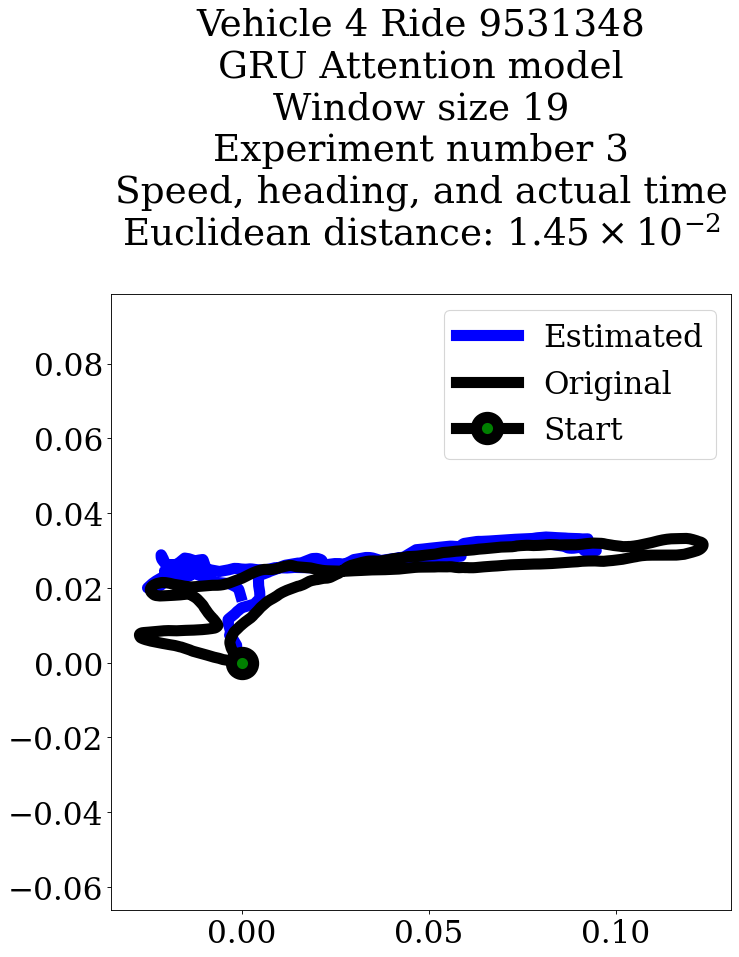 Vehicle 4 Ride 9531348
GRU Attention model
Window size 19
Experiment number 3
Speed, heading, and actual time
Euclidean distance: 1.45 × 10⁻²
Estimated
Original
Start
0.08
0.06
0.04
0.02
0.00
−0.02
−0.04
−0.06
0.00 0.05 0.10